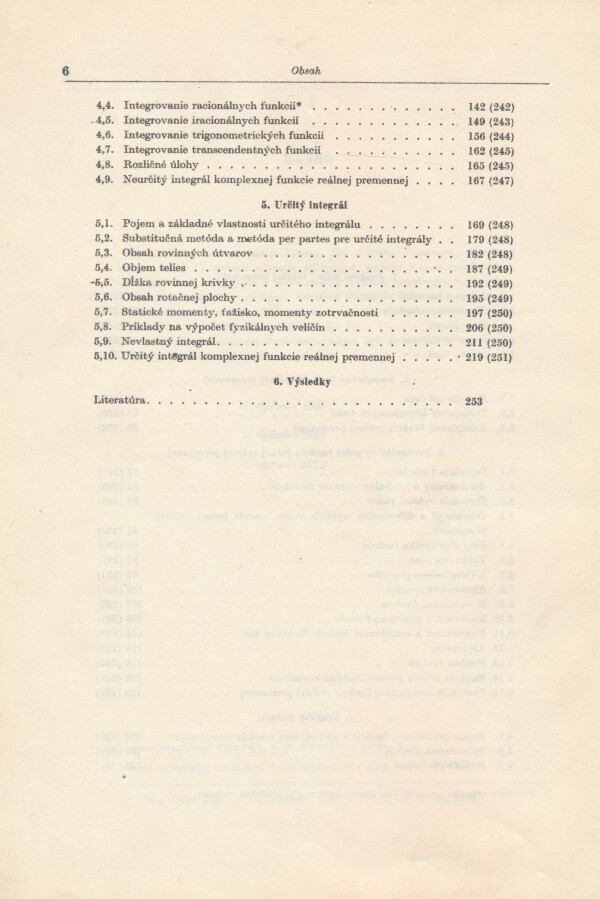 6 Obsah
4,4. Integrovanie racionálnych funkcií* . . . . . . . . . . . . . 142 (242)
4,5. Integrovanie iracionálnych funkcií . . . . . . . . . . . . . 149 (243)
4,6. Integrovanie trigonometrických funkcií . . . . . . . . . . . 156 (244)
4,7. Integrovanie transcendentných funkcií . . . . . . . . . . . 162 (245)
4,8. Rozličné úlohy . . . . . . . . . . . . . . . . . . . . . . 165 (245)
4,9. Neurčitý integrál komplexnej funkcie reálnej premennej . . . . 167 (247)
5. Určitý integrál
5,1. Pojem a základné vlastnosti určitého integrálu . . . . . . . . 169 (248)
5,2. Substitučná metóda a metóda per partes pre určité integrály . . 179 (248)
5,3. Obsah rovinných útvarov . . . . . . . . . . . . . . . . . 182 (248)
5,4. Objem telies . . . . . . . . . . . . . . . . . . . . . . . 187 (249)
5,5. Dĺžka rovinnej krivky . . . . . . . . . . . . . . . . . . . 192 (249)
5,6. Obsah rotačnej plochy . . . . . . . . . . . . . . . . . . . 195 (249)
5,7. Statické momenty, ťažisko, momenty zotrvačnosti . . . . . . . 197 (250)
5,8. Príklady na výpočet fyzikálnych veličín . . . . . . . . . . . 206 (250)
5,9. Nevlastný integrál . . . . . . . . . . . . . . . . . . . . . 211 (250)
5,10. Určitý integrál komplexnej funkcie reálnej premennej . . . . . . 219 (251)
6. Výsledky
Literatúra . . . . . . . . . . . . . . . . . . . . . . . . . . 253